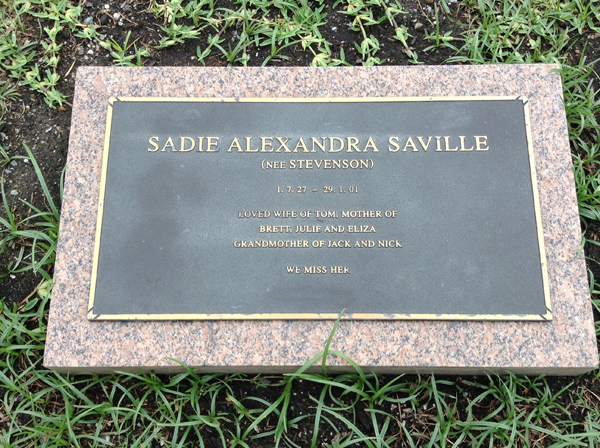 SADIE ALEXANDRA SAVILLE
(NEE STEVENSON)
1. 7. 27 - 29. 1. 01
LOVED WIFE OF TOM, MOTHER OF
BRETT, JULIE AND ELIZA
GRANDMOTHER OF JACK AND NICK
WE MISS HER